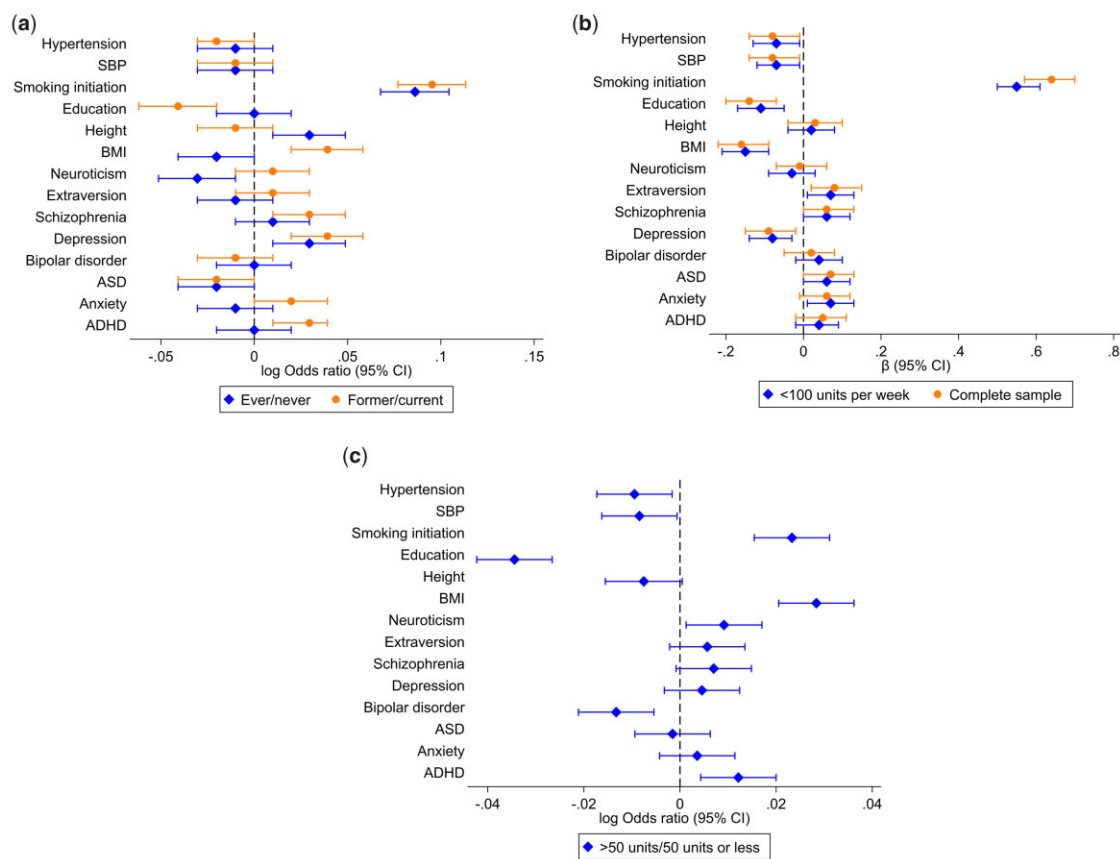 (a)
Hypertension
SBP
Smoking initiation
Education
Height
BMI
Neuroticism
Extraversion
Schizophrenia
Depression
Bipolar disorder
ASD
Anxiety
ADHD
-.05 0 .05 .1 .15
log Odds ratio (95% CI)
Ever/never Former/current
(b)
Hypertension
SBP
Smoking initiation
Education
Height
BMI
Neuroticism
Extraversion
Schizophrenia
Depression
Bipolar disorder
ASD
Anxiety
ADHD
-.2 0 .2 .4 .6 .8
β (95% CI)
<100 units per week Complete sample
(c)
Hypertension
SBP
Smoking initiation
Education
Height
BMI
Neuroticism
Extraversion
Schizophrenia
Depression
Bipolar disorder
ASD
Anxiety
ADHD
-.04 -.02 0 .02 .04
log Odds ratio (95% CI)
>50 units/50 units or less